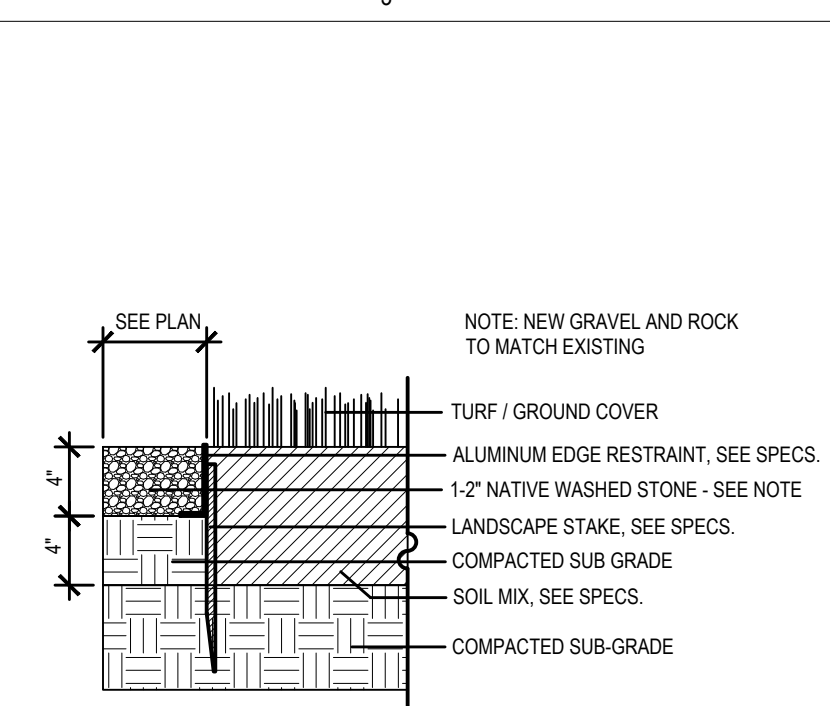 SEE PLAN
NOTE: NEW GRAVEL AND ROCK
TO MATCH EXISTING
TURF / GROUND COVER
ALUMINUM EDGE RESTRAINT, SEE SPECS.
4"
1-2" NATIVE WASHED STONE - SEE NOTE
LANDSCAPE STAKE, SEE SPECS.
4"
COMPACTED SUB GRADE
SOIL MIX, SEE SPECS.
COMPACTED SUB-GRADE